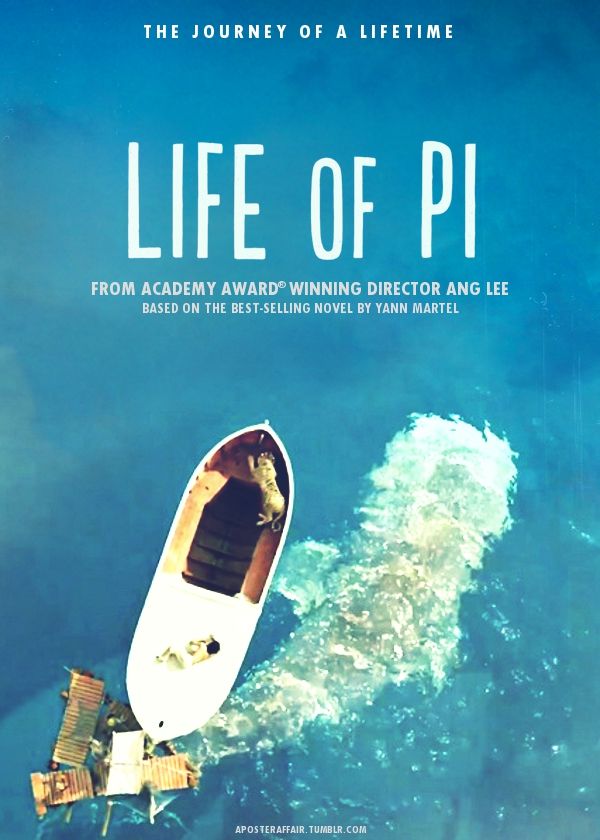 THE JOURNEY OF A LIFETIME
LIFE OF PI
FROM ACADEMY AWARD® WINNING DIRECTOR ANG LEE
BASED ON THE BEST-SELLING NOVEL BY YANN MARTEL
APOSTERAFFAIR.TUMBLR.COM